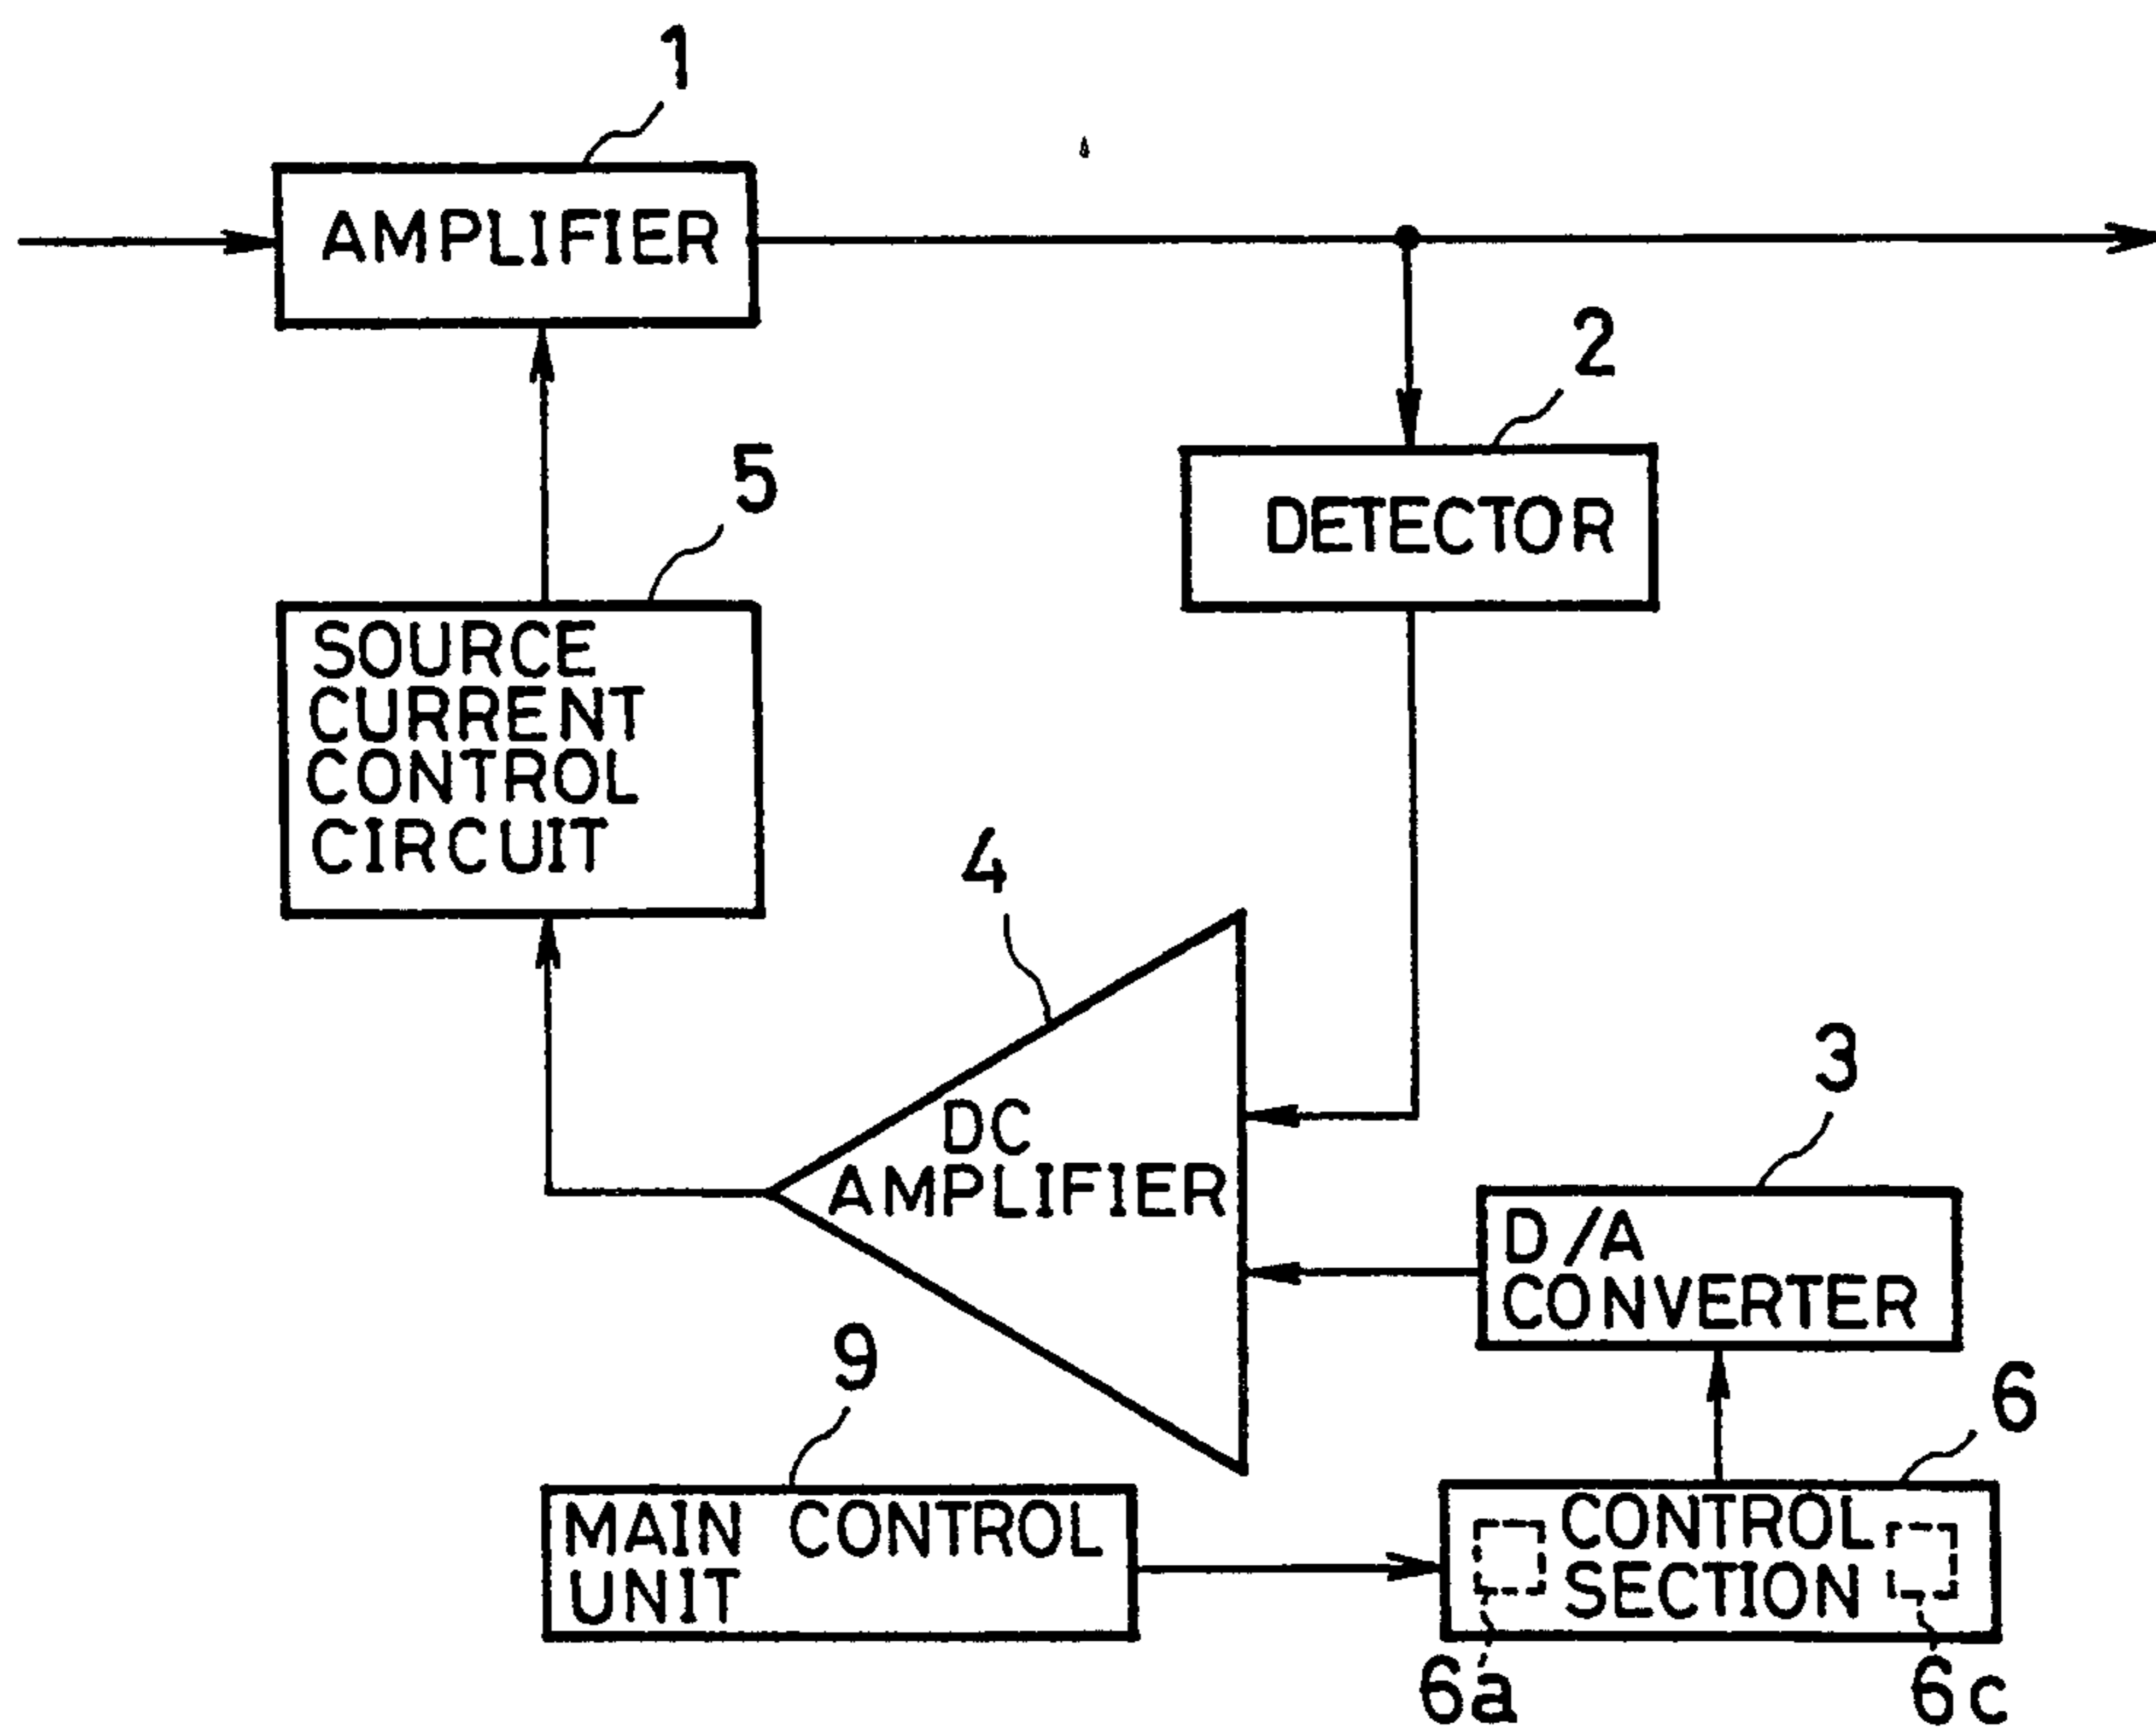 1
AMPLIFIER
2
DETECTOR
5
SOURCE
CURRENT
CONTROL
CIRCUIT
4
DC
AMPLIFIER
3
D/A
CONVERTER
9
MAIN CONTROL
UNIT
6
CONTROL
SECTION
6a
6c